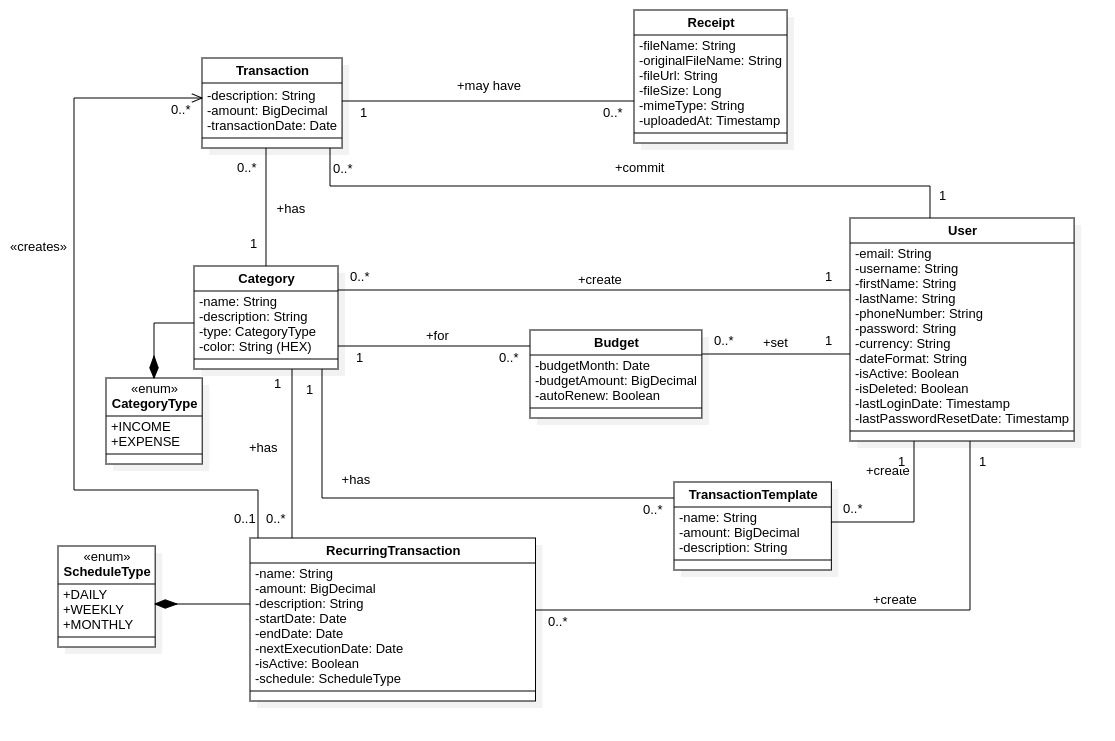 Receipt
-fileName: String
-originalFileName: String
-fileUrl: String
-fileSize: Long
-mimeType: String
-uploadedAt: Timestamp
Transaction
-description: String
-amount: BigDecimal
-transactionDate: Date
+may have
1
0..*
0..*
0..*
0..*
+commit
1
+has
1
«creates»
User
-email: String
-username: String
-firstName: String
-lastName: String
-phoneNumber: String
-password: String
-currency: String
-dateFormat: String
-isActive: Boolean
-isDeleted: Boolean
-lastLoginDate: Timestamp
-lastPasswordResetDate: Timestamp
Category
-name: String
-description: String
-type: CategoryType
-color: String (HEX)
0..*
+create
1
+for
1
0..*
Budget
-budgetMonth: Date
-budgetAmount: BigDecimal
-autoRenew: Boolean
0..*
+set
1
«enum»
CategoryType
+INCOME
+EXPENSE
1
1
+has
+has
1
+create
1
0..*
0..*
TransactionTemplate
-name: String
-amount: BigDecimal
-description: String
0..1
0..*
«enum»
ScheduleType
+DAILY
+WEEKLY
+MONTHLY
RecurringTransaction
-name: String
-amount: BigDecimal
-description: String
-startDate: Date
-endDate: Date
-nextExecutionDate: Date
-isActive: Boolean
-schedule: ScheduleType
+create
0..*